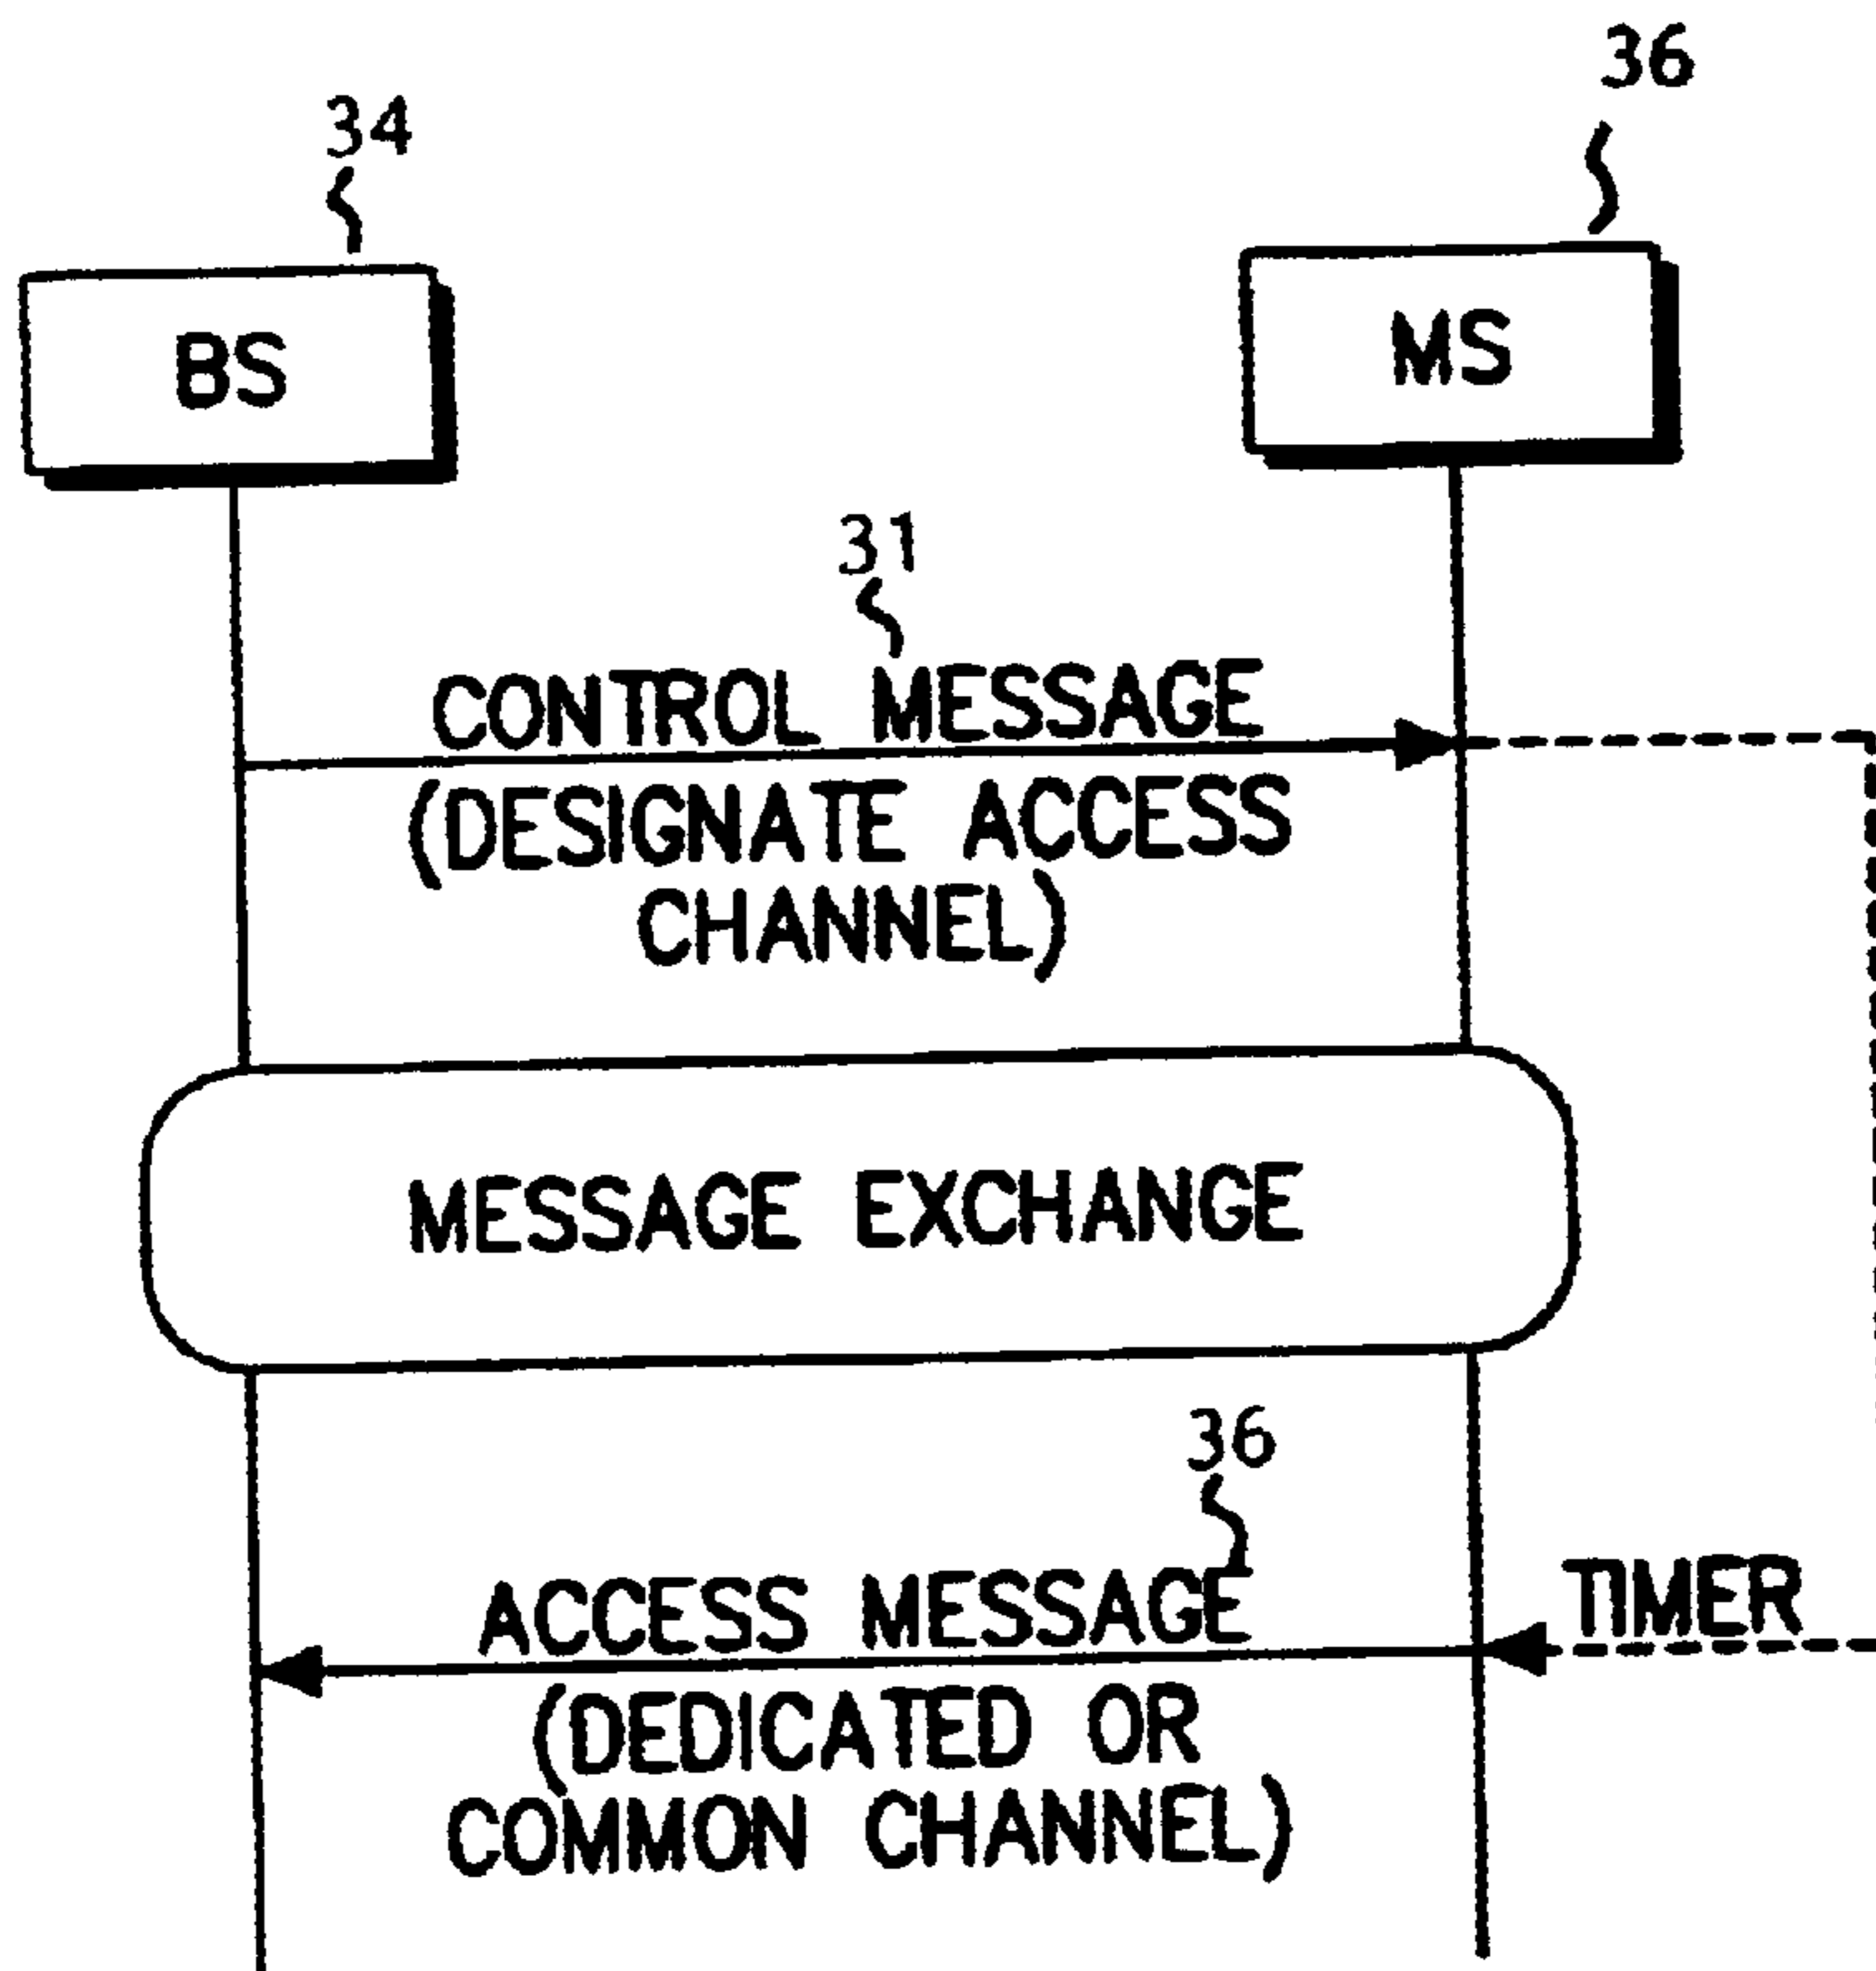 36
34
BS
MS
31
CONTROL MESSAGE
(DESIGNATE ACCESS
CHANNEL)
MESSAGE EXCHANGE
36
ACCESS MESSAGE
TIMER
(DEDICATED OR
COMMON CHANNEL)